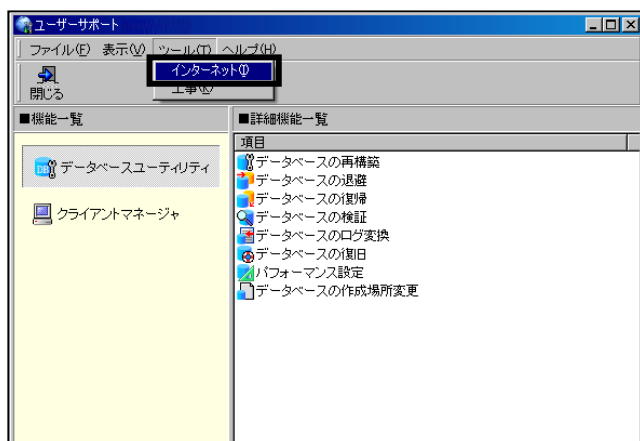 ユーザーサポート
ファイル(F) 表示(V) ツール(T) ヘルプ(H)
インターネット(I)
閉じる
■機能一覧
■詳細機能一覧
項目
データベースユーティリティ
クライアントマネージャ
データベースの再構築
データベースの退避
データベースの復帰
データベースの検証
データベースのログ変換
データベースの復旧
パフォーマンス設定
データベースの作成場所変更